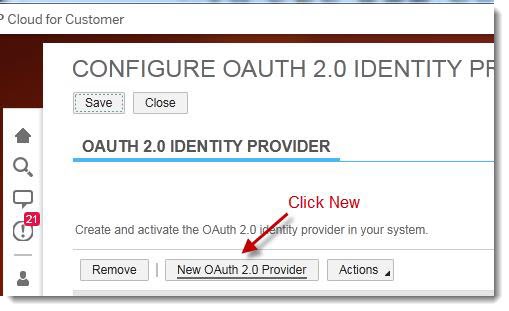 P Cloud for Customer
CONFIGURE OAUTH 2.0 IDENTITY PR
Save Close
OAUTH 2.0 IDENTITY PROVIDER
21
Click New
Create and activate the OAuth 2.0 identity provider in your system.
Remove | New OAuth 2.0 Provider Actions